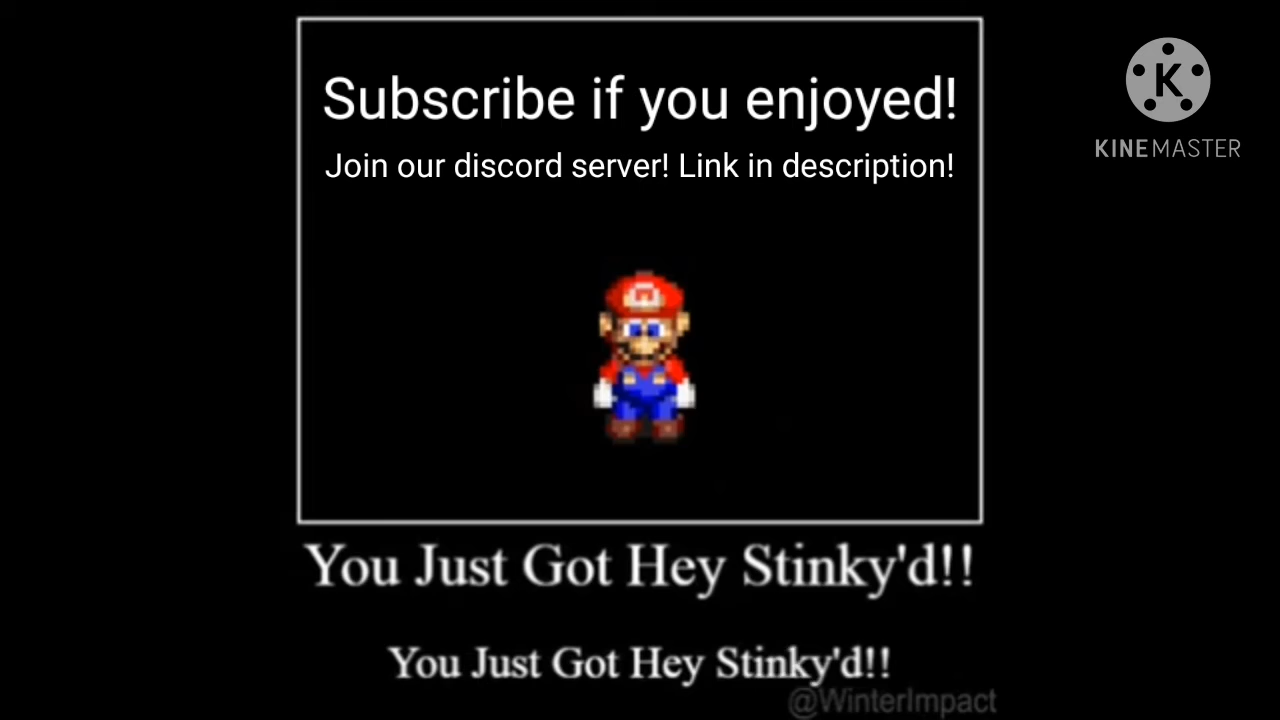 Subscribe if you enjoyed!
Join our discord server! Link in description!
K
KINEMASTER
M
You Just Got Hey Stinky'd!!
You Just Got Hey Stinky'd!!
@WinterImpact